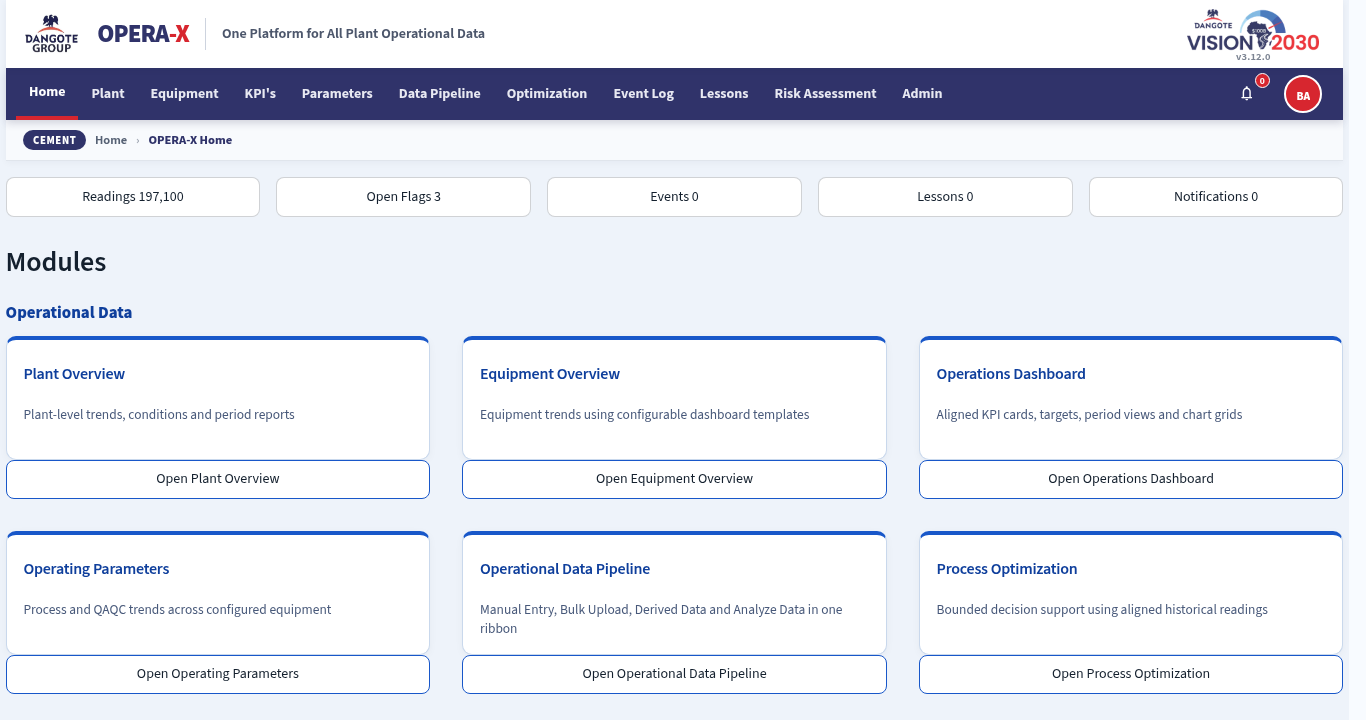 DANGOTE
GROUP
OPERA-X
One Platform for All Plant Operational Data
DANGOTE
VISION 2030
v3.12.0
Home
Plant
Equipment
KPI's
Parameters
Data Pipeline
Optimization
Event Log
Lessons
Risk Assessment
Admin
0
BA
CEMENT
Home › OPERA-X Home
Readings 197,100
Open Flags 3
Events 0
Lessons 0
Notifications 0
Modules
Operational Data
Plant Overview
Plant-level trends, conditions and period reports
Open Plant Overview
Equipment Overview
Equipment trends using configurable dashboard templates
Open Equipment Overview
Operations Dashboard
Aligned KPI cards, targets, period views and chart grids
Open Operations Dashboard
Operating Parameters
Process and QAQC trends across configured equipment
Open Operating Parameters
Operational Data Pipeline
Manual Entry, Bulk Upload, Derived Data and Analyze Data in one
ribbon
Open Operational Data Pipeline
Process Optimization
Bounded decision support using aligned historical readings
Open Process Optimization